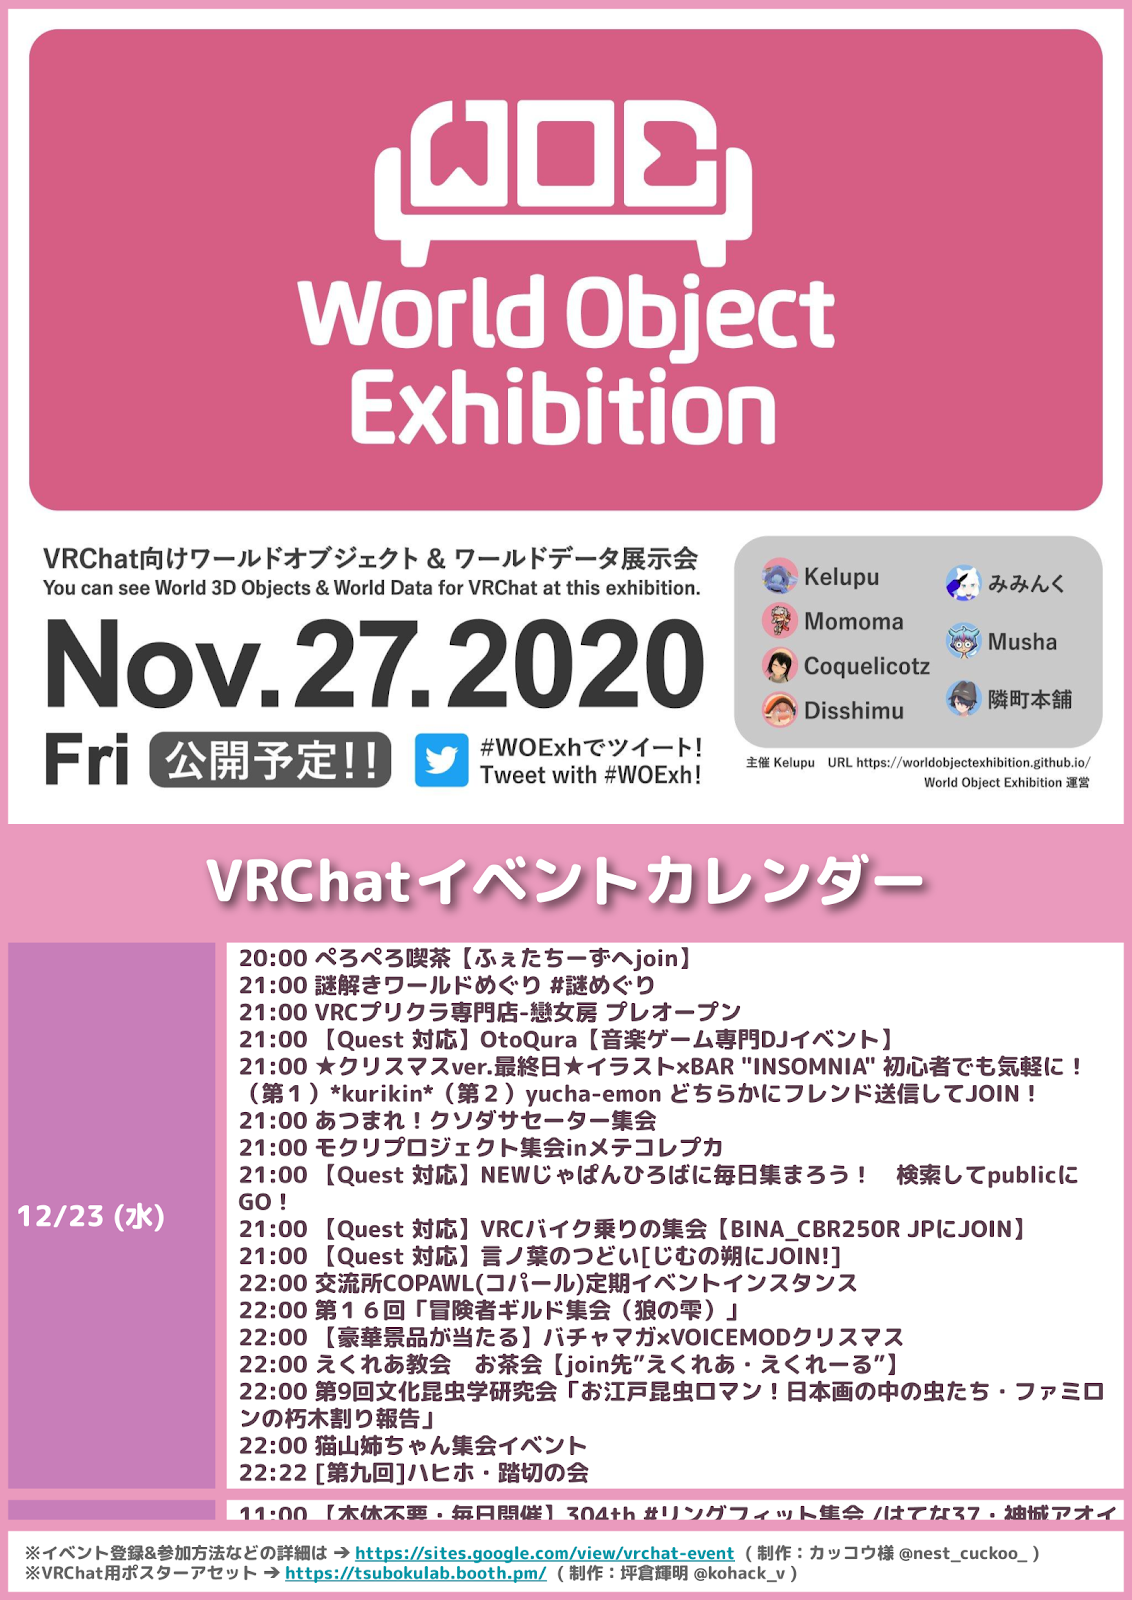 WOE
World Object
Exhibition
VRChat向けワールドオブジェクト & ワールドデータ展示会
You can see World 3D Objects & World Data for VRChat at this exhibition.
Nov.27.2020
Fri 公開予定!!
#WOExhでツイート!
Tweet with #WOExh!
Kelupu
Momoma
Coquelicotz
Disshimu
みみんく
Musha
隣町本舗
主催 Kelupu URL https://worldobjectexhibition.github.io/
World Object Exhibition 運営
VRChatイベントカレンダー
12/23 (水)
20:00 ぺろぺろ喫茶【ふぇたちーずへjoin】
21:00 謎解きワールドめぐり #謎めぐり
21:00 VRCプリクラ専門店-戀女房 プレオープン
21:00 【Quest 対応】OtoQura【音楽ゲーム専門DJイベント】
21:00 ★クリスマスver.最終日★イラスト×BAR "INSOMNIA" 初心者でも気軽に！
（第１）*kurikin*（第２）yucha-emon どちらかにフレンド送信してJOIN！
21:00 あつまれ！クソダサセーター集会
21:00 モクリプロジェクト集会inメテコレプカ
21:00 【Quest 対応】NEWじゃぱんひろばに毎日集まろう！　検索してpublicに
GO！
21:00 【Quest 対応】VRCバイク乗りの集会【BINA_CBR250R JPにJOIN】
21:00 【Quest 対応】言ノ葉のつどい[じむの朔にJOIN!]
22:00 交流所COPAWL(コパール)定期イベントインスタンス
22:00 第１６回「冒険者ギルド集会（狼の雫）」
22:00 【豪華景品が当たる】バチャマガ×VOICEMODクリスマス
22:00 えくれあ教会　お茶会【join先”えくれあ・えくれーる”】
22:00 第9回文化昆虫学研究会「お江戸昆虫ロマン！日本画の中の虫たち・ファミロ
ンの朽木割り報告」
22:00 猫山姉ちゃん集会イベント
22:22 [第九回]ハヒホ・踏切の会
11:00 【本体不要・毎日開催】304th #リングフィット集会 /はてな37・神城アオイ
※イベント登録&参加方法などの詳細は ➔ https://sites.google.com/view/vrchat-event （制作：カッコウ様 @nest_cuckoo_）
※VRChat用ポスターアセット ➔ https://tsubokulab.booth.pm/ （制作：坪倉輝明 @kohack_v）